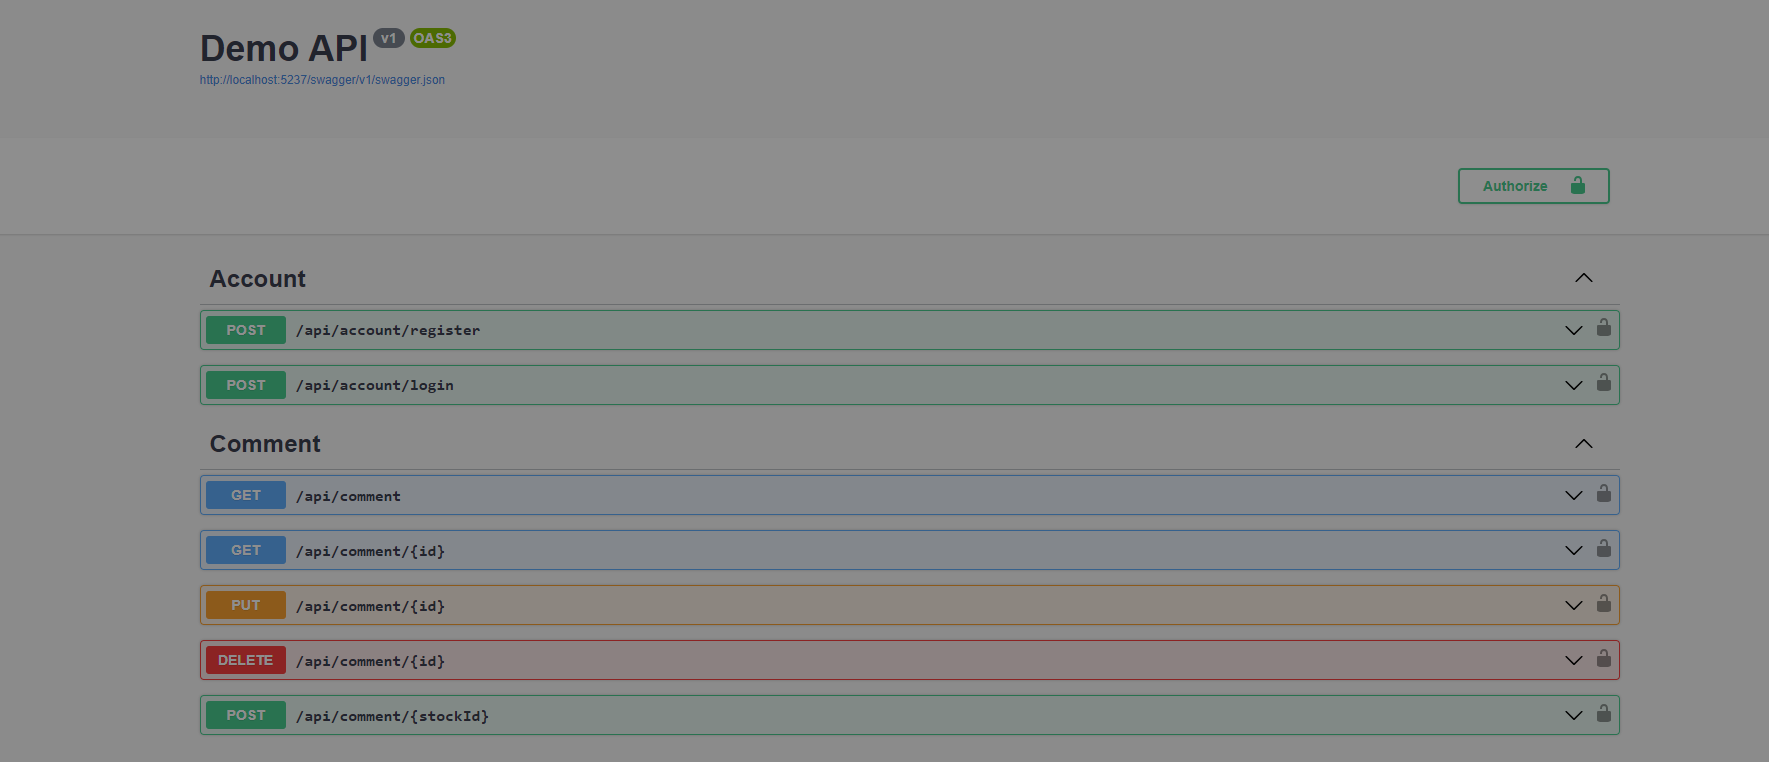 Demo API v1 OAS3
http://localhost:5237/swagger/v1/swagger.json
Authorize
Account
POST /api/account/register
POST /api/account/login
Comment
GET /api/comment
GET /api/comment/{id}
PUT /api/comment/{id}
DELETE /api/comment/{id}
POST /api/comment/{stockId}